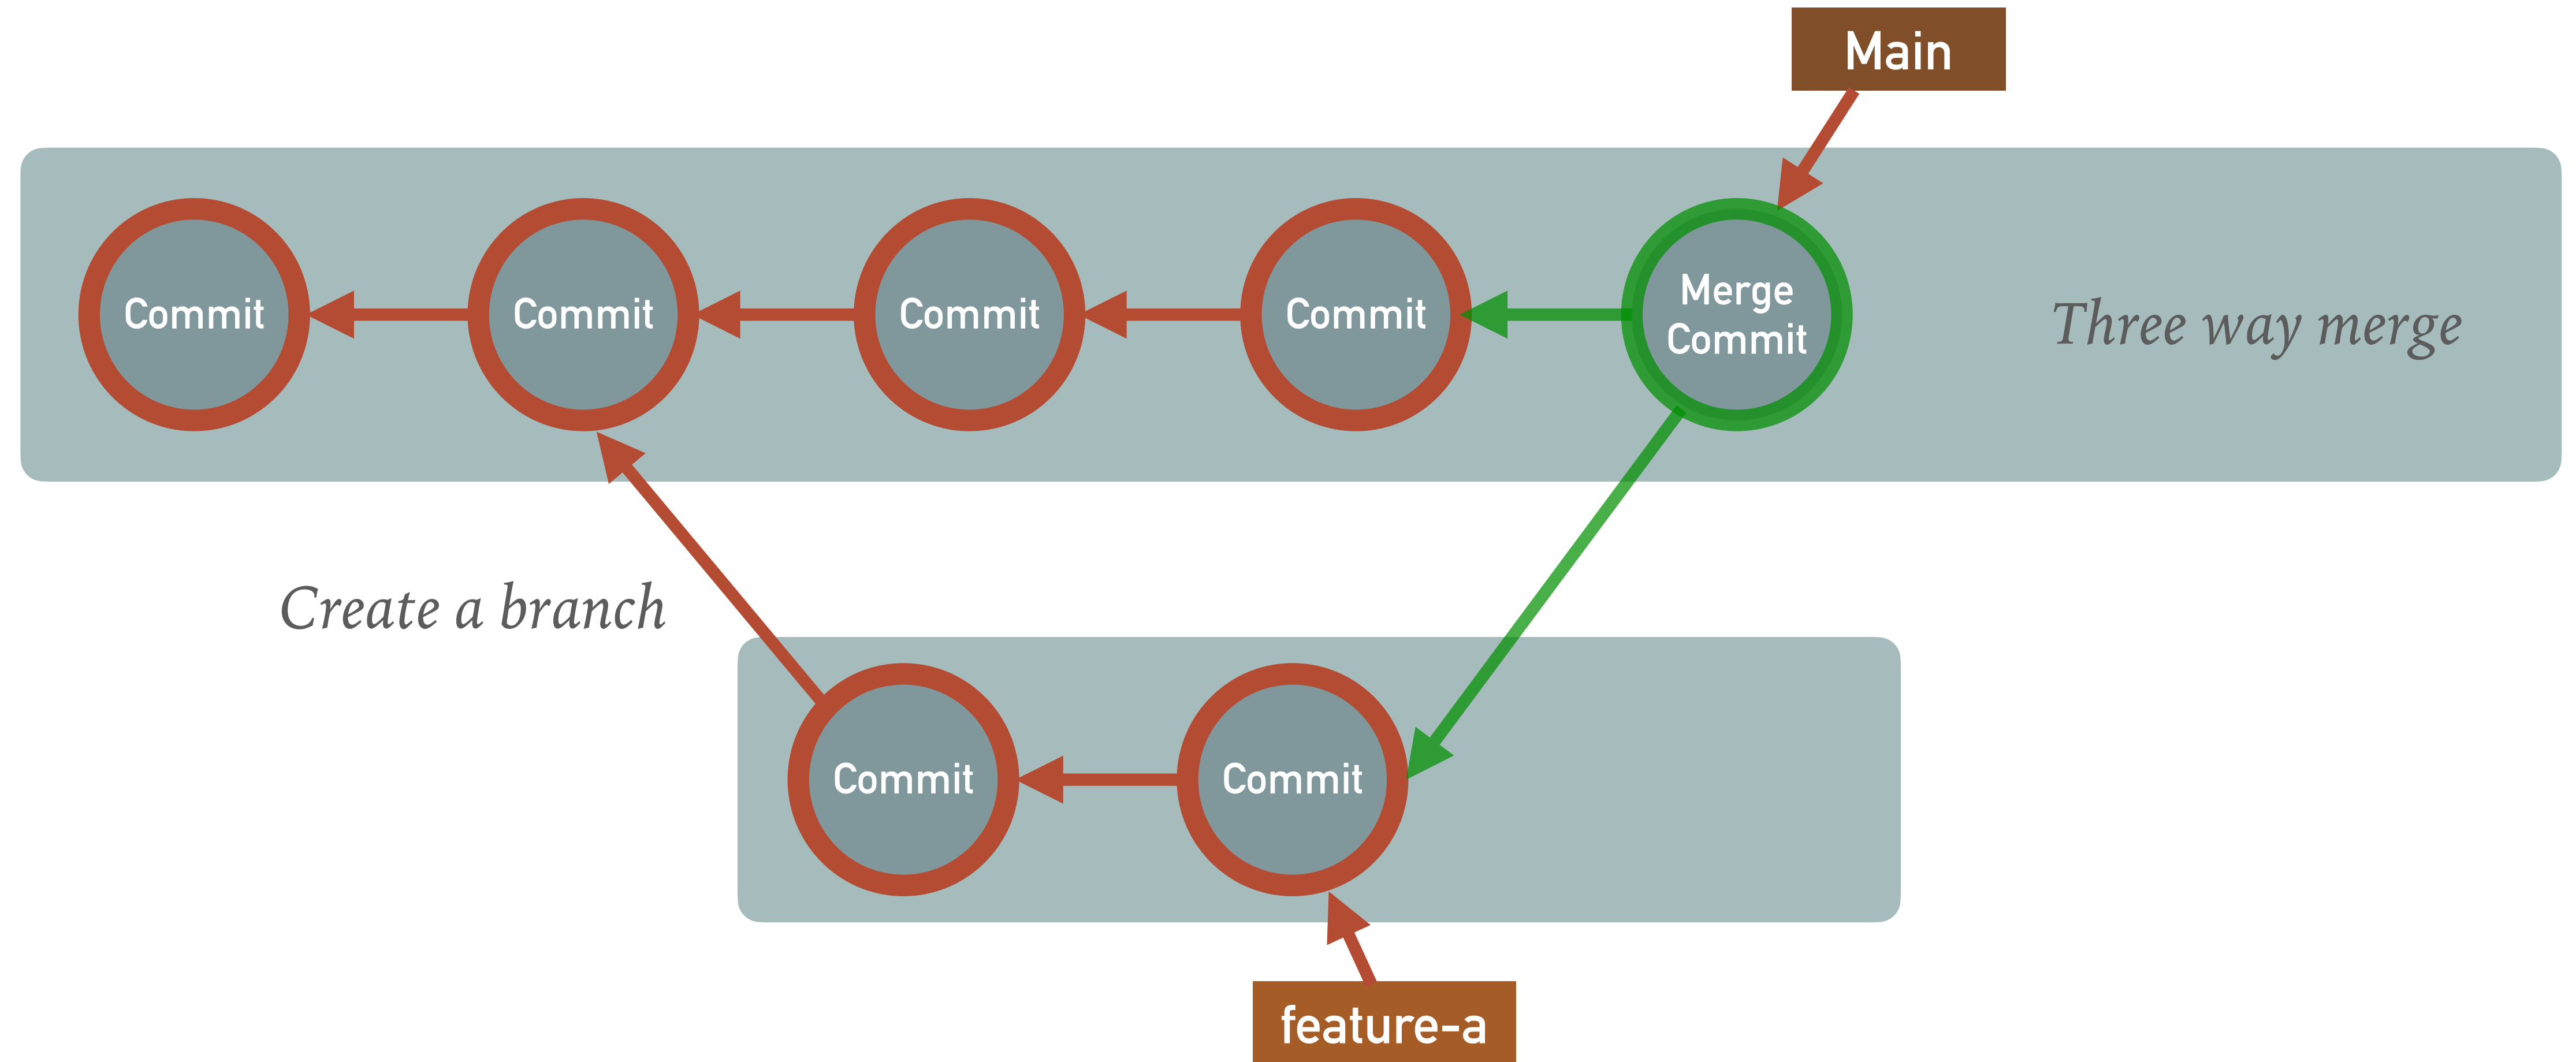 Main
Commit
Commit
Commit
Commit
Merge
Commit
Three way merge
Create a branch
Commit
Commit
feature-a